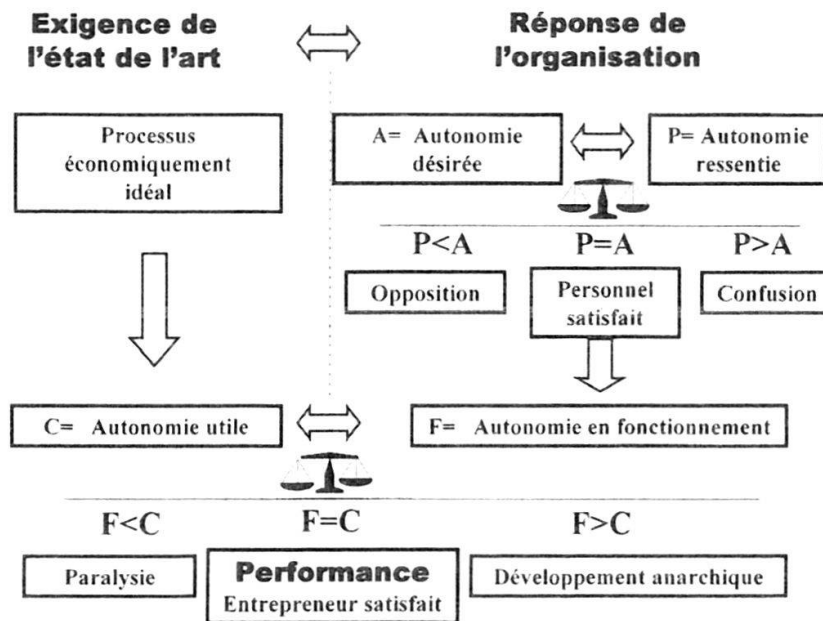 Exigence de
l'état de l'art
Réponse de
l'organisation
Processus
économiquement
idéal
A= Autonomie
désirée
P= Autonomie
ressentie
P<A
P=A
P>A
Opposition
Personnel
satisfait
Confusion
C= Autonomie utile
F= Autonomie en fonctionnement
F<C
F=C
F>C
Paralysie
Performance
Entrepreneur satisfait
Développement anarchique